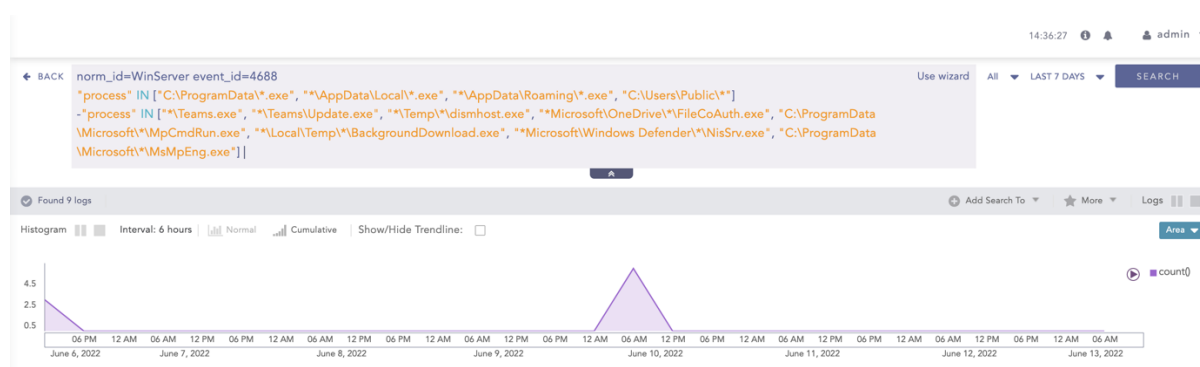 14:36:27 admin
BACK norm_id=WinServer event_id=4688 Use wizard All LAST 7 DAYS SEARCH
"process" IN ["C:\ProgramData\*.exe", "*\AppData\Local\*.exe", "*\AppData\Roaming\*.exe", "C:\Users\Public\*"]
-"process" IN ["*\Teams.exe", "*\Teams\Update.exe", "*\Temp\*\dismhost.exe", "*Microsoft\OneDrive\*\FileCoAuth.exe", "C:\ProgramData
\Microsoft\*\MpCmdRun.exe", "*\Local\Temp\*\BackgroundDownload.exe", "*Microsoft\Windows Defender\*\NisSrv.exe", "C:\ProgramData
\Microsoft\*\MsMpEng.exe"]
Found 9 logs Add Search To More Logs
Histogram Interval: 6 hours Normal Cumulative Show/Hide Trendline: Area
count()
4.5
2.5
0.5
06 PM 12 AM 06 AM 12 PM 06 PM 12 AM 06 AM 12 PM 06 PM 12 AM 06 AM 12 PM 06 PM 12 AM 06 AM 12 PM 06 PM 12 AM 06 AM 12 PM 06 PM 12 AM 06 AM 12 PM 06 PM 12 AM 06 AM
June 6, 2022 June 7, 2022 June 8, 2022 June 9, 2022 June 10, 2022 June 11, 2022 June 12, 2022 June 13, 2022